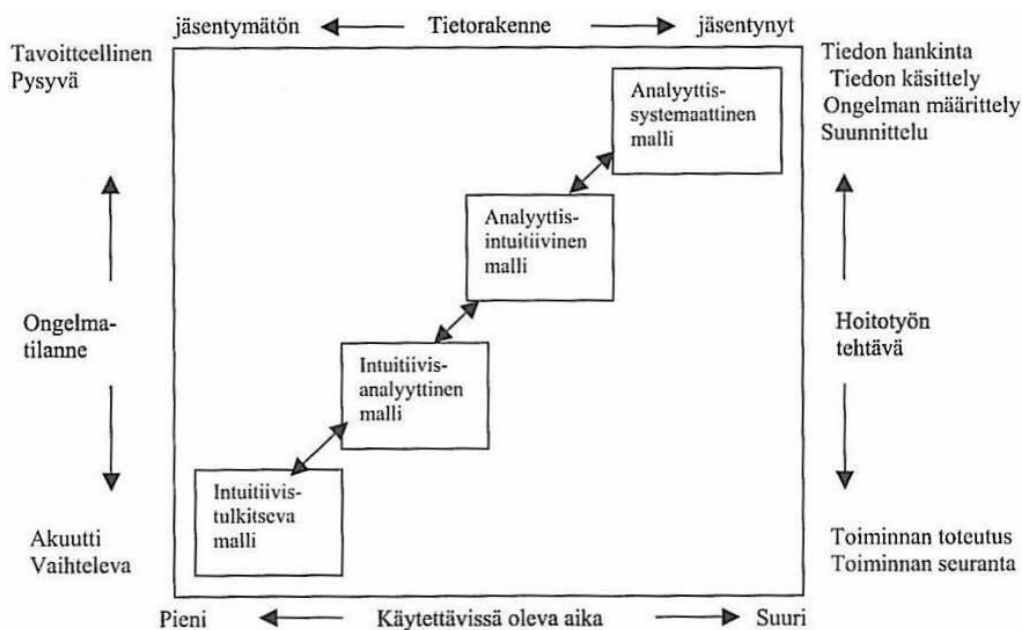 jäsentymätön Tietorakenne jäsentynyt
Tavoitteellinen
Pysyvä
Tiedon hankinta
Tiedon käsittely
Ongelman määrittely
Suunnittelu
Analyyttis-
systemaattinen
malli
Analyyttis-
intuitiivinen
malli
Ongelma-
tilanne
Hoitotyön
tehtävä
Intuitiivis-
analyyttinen
malli
Intuitiivis-
tulkitseva
malli
Akuutti
Vaihteleva
Toiminnan toteutus
Toiminnan seuranta
Pieni Käytettävissä oleva aika Suuri